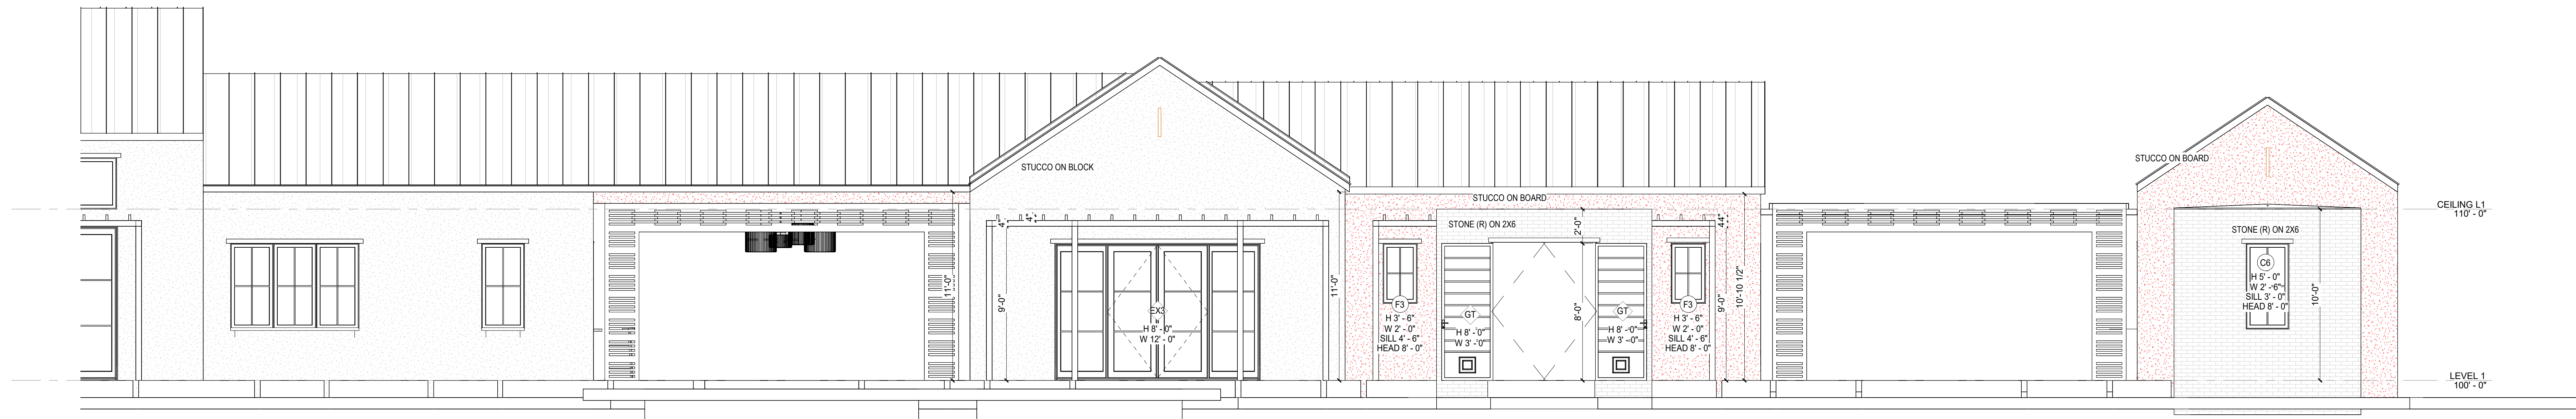 STUCCO ON BLOCK
11'-0"
9'-0"
4"
4"
EX3
H 8' - 0"
W 12' - 0"
11'-0"
STUCCO ON BOARD
STONE (R) ON 2X6
2'-0"
8'-0"
F3
H 3' - 6"
W 2' - 0"
SILL 4' - 6"
HEAD 8' - 0"
GT
H 8' - 0"
W 3' - 0"
GT
H 8' - 0"
W 3' - 0"
F3
H 3' - 6"
W 2' - 0"
SILL 4' - 6"
HEAD 8' - 0"
4"
4"
9'-0"
10'-10 1/2"
STUCCO ON BOARD
STONE (R) ON 2X6
C6
H 5' - 0"
W 2' - 6"
SILL 3' - 0"
HEAD 8' - 0"
10'-0"
CEILING L1
110' - 0"
LEVEL 1
100' - 0"